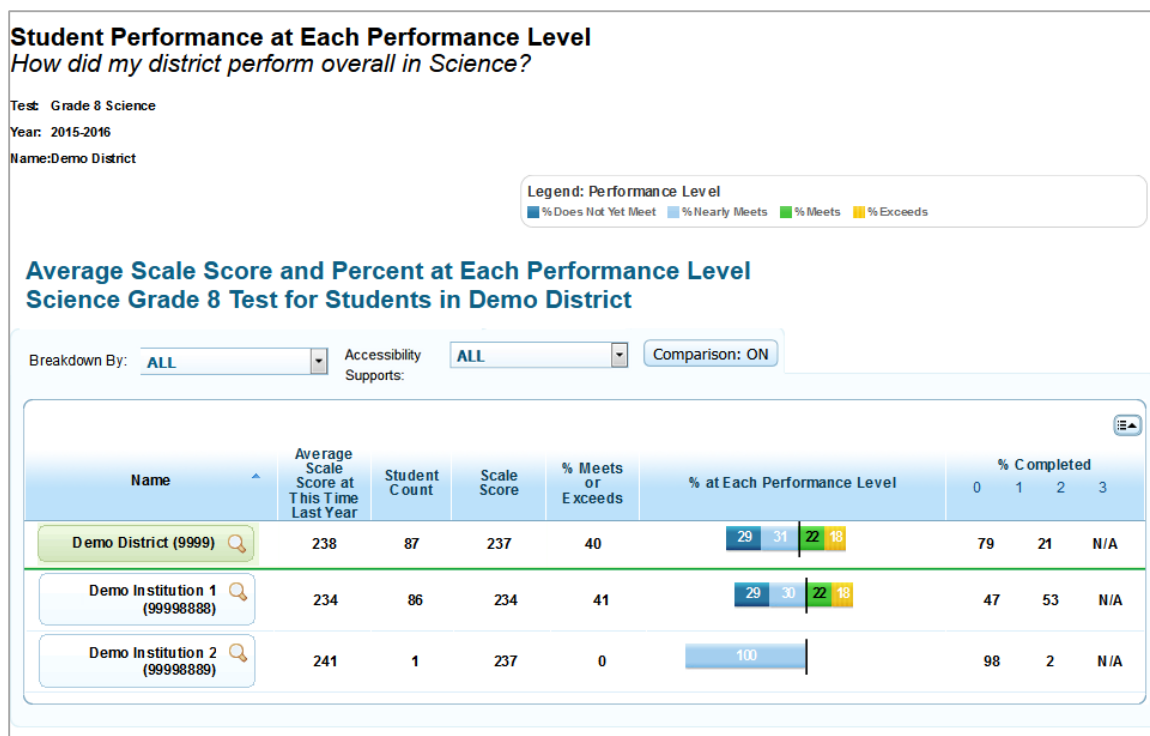 Student Performance at Each Performance Level
How did my district perform overall in Science?
Test: Grade 8 Science
Year: 2015-2016
Name:Demo District
Legend: Performance Level
%Does Not Yet Meet %Nearly Meets %Meets %Exceeds
Average Scale Score and Percent at Each Performance Level
Science Grade 8 Test for Students in Demo District
Breakdown By: ALL Accessibility Supports: ALL Comparison: ON
Name Average Scale Score at This Time Last Year Student Count Scale Score % Meets or Exceeds % at Each Performance Level % Completed
0 1 2 3
Demo District (9999) 238 87 237 40 29 31 22 18 79 21 N/A
Demo Institution 1 (99998888) 234 86 234 41 29 30 22 18 47 53 N/A
Demo Institution 2 (99998889) 241 1 237 0 100 98 2 N/A